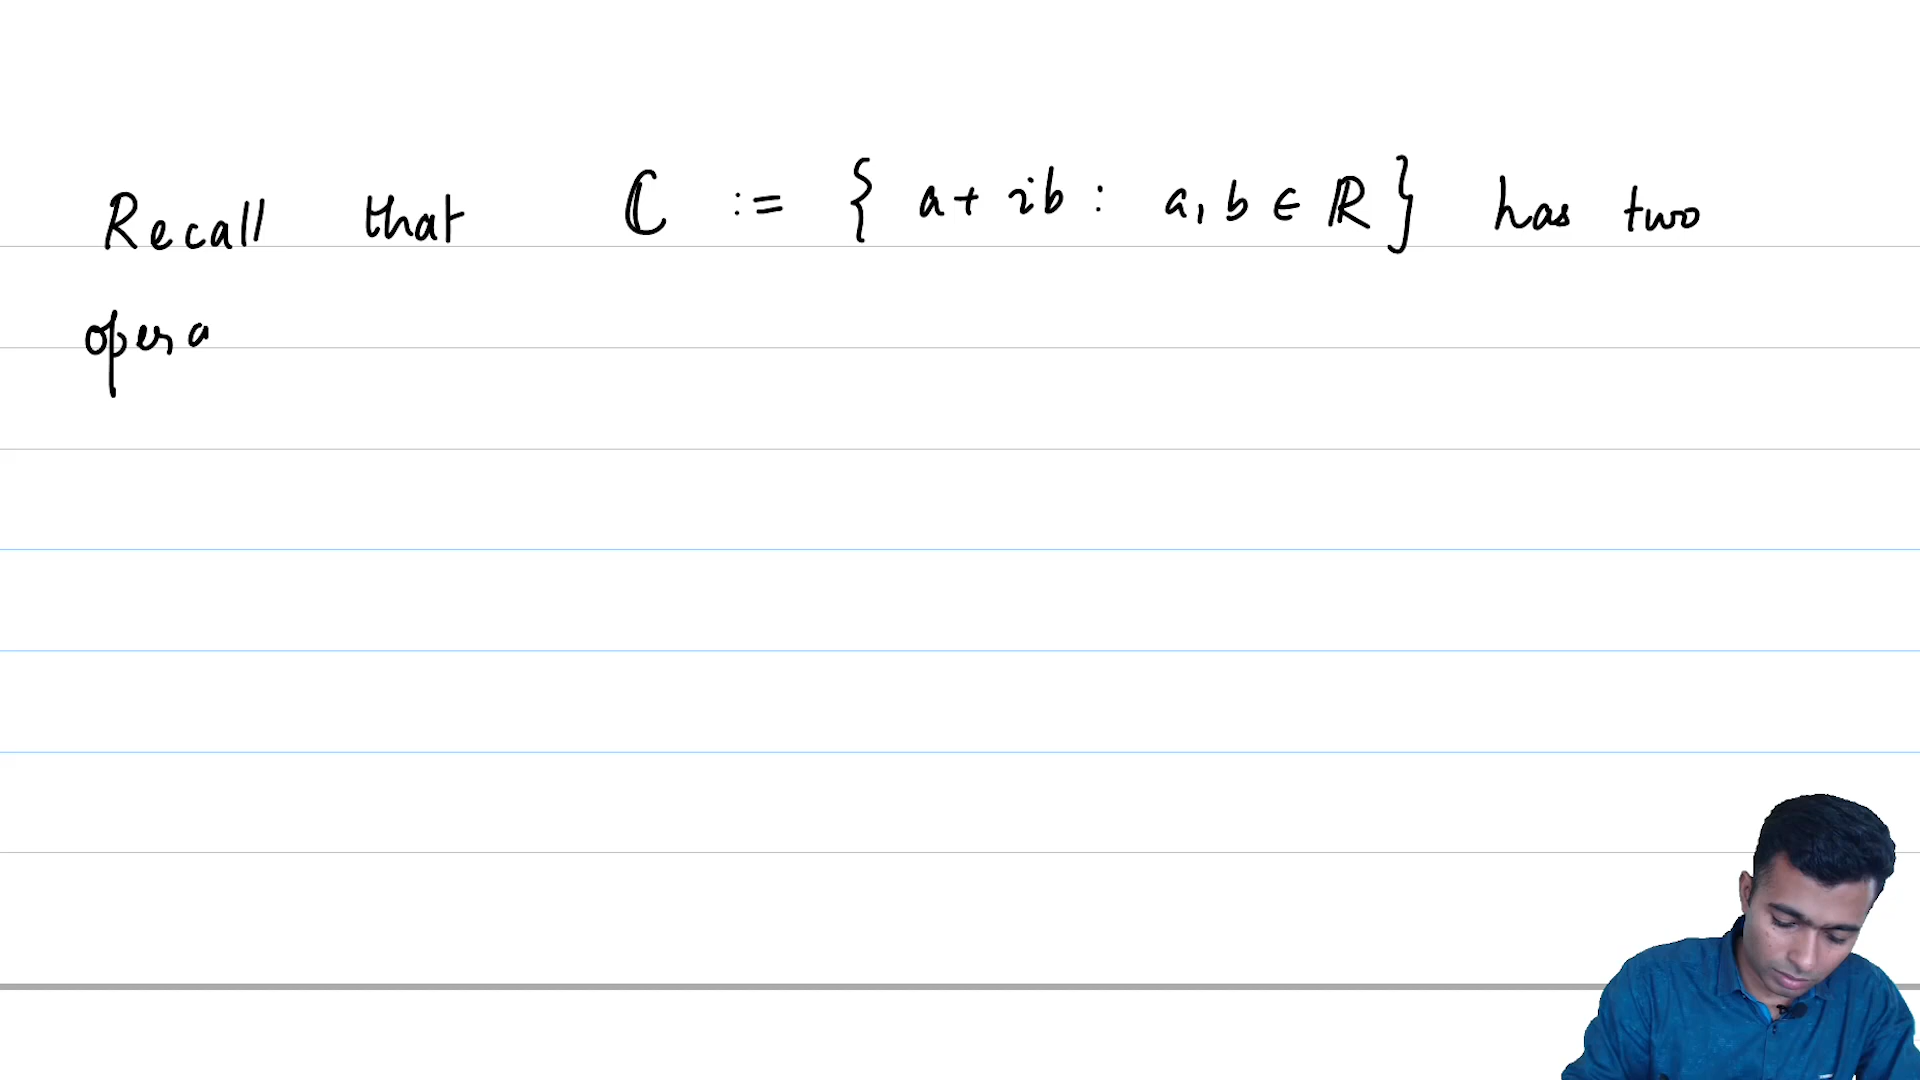 Recall that ℂ := { a + ib : a, b ∈ ℝ } has two
opera